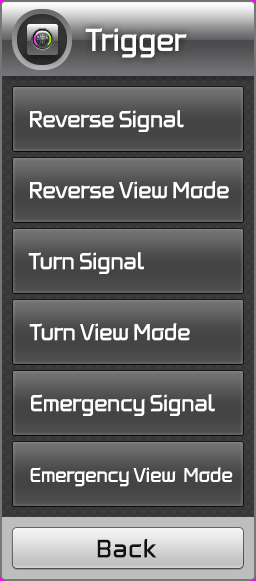 Trigger
Reverse Signal
Reverse View Mode
Turn Signal
Turn View Mode
Emergency Signal
Emergency View Mode
Back